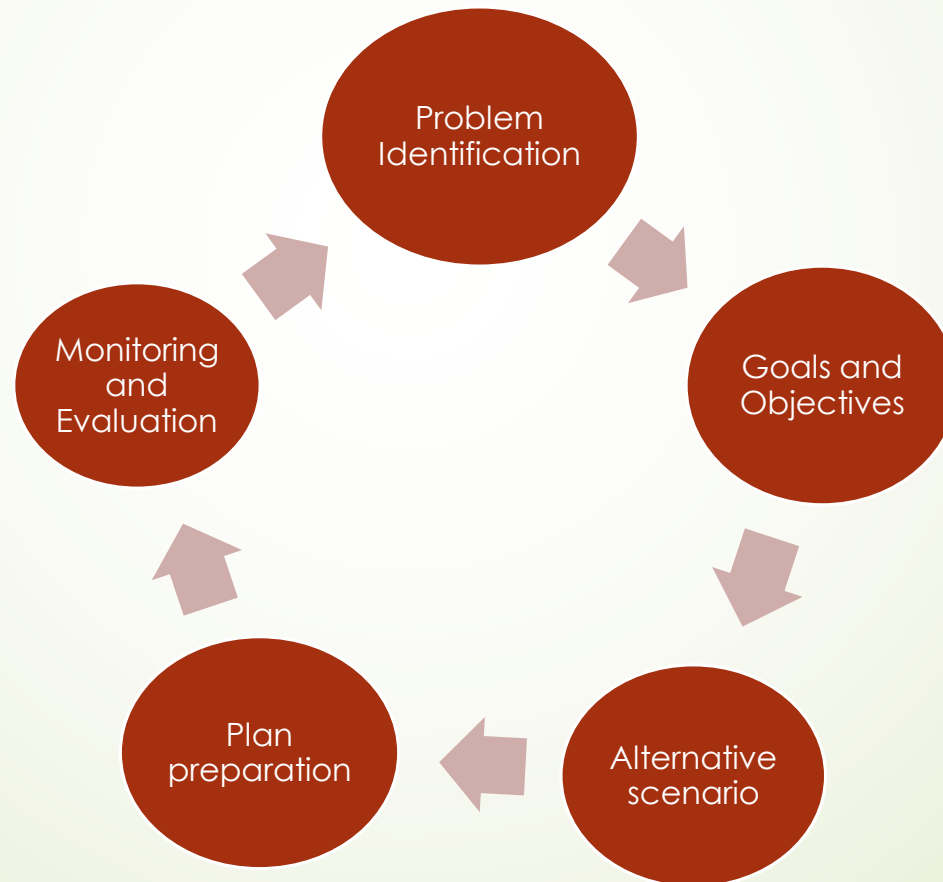 Problem
Identification
Goals and
Objectives
Alternative
scenario
Plan
preparation
Monitoring
and
Evaluation